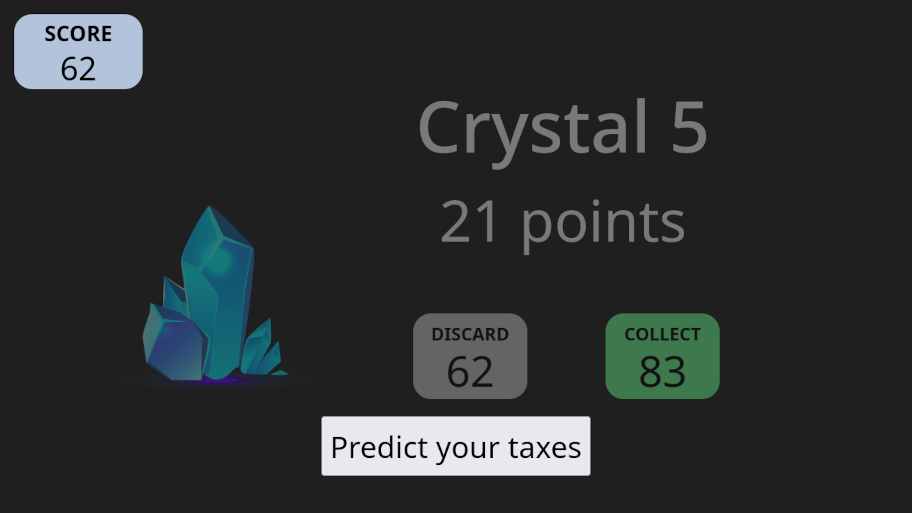 SCORE
62
Crystal 5
21 points
DISCARD
62
COLLECT
83
Predict your taxes